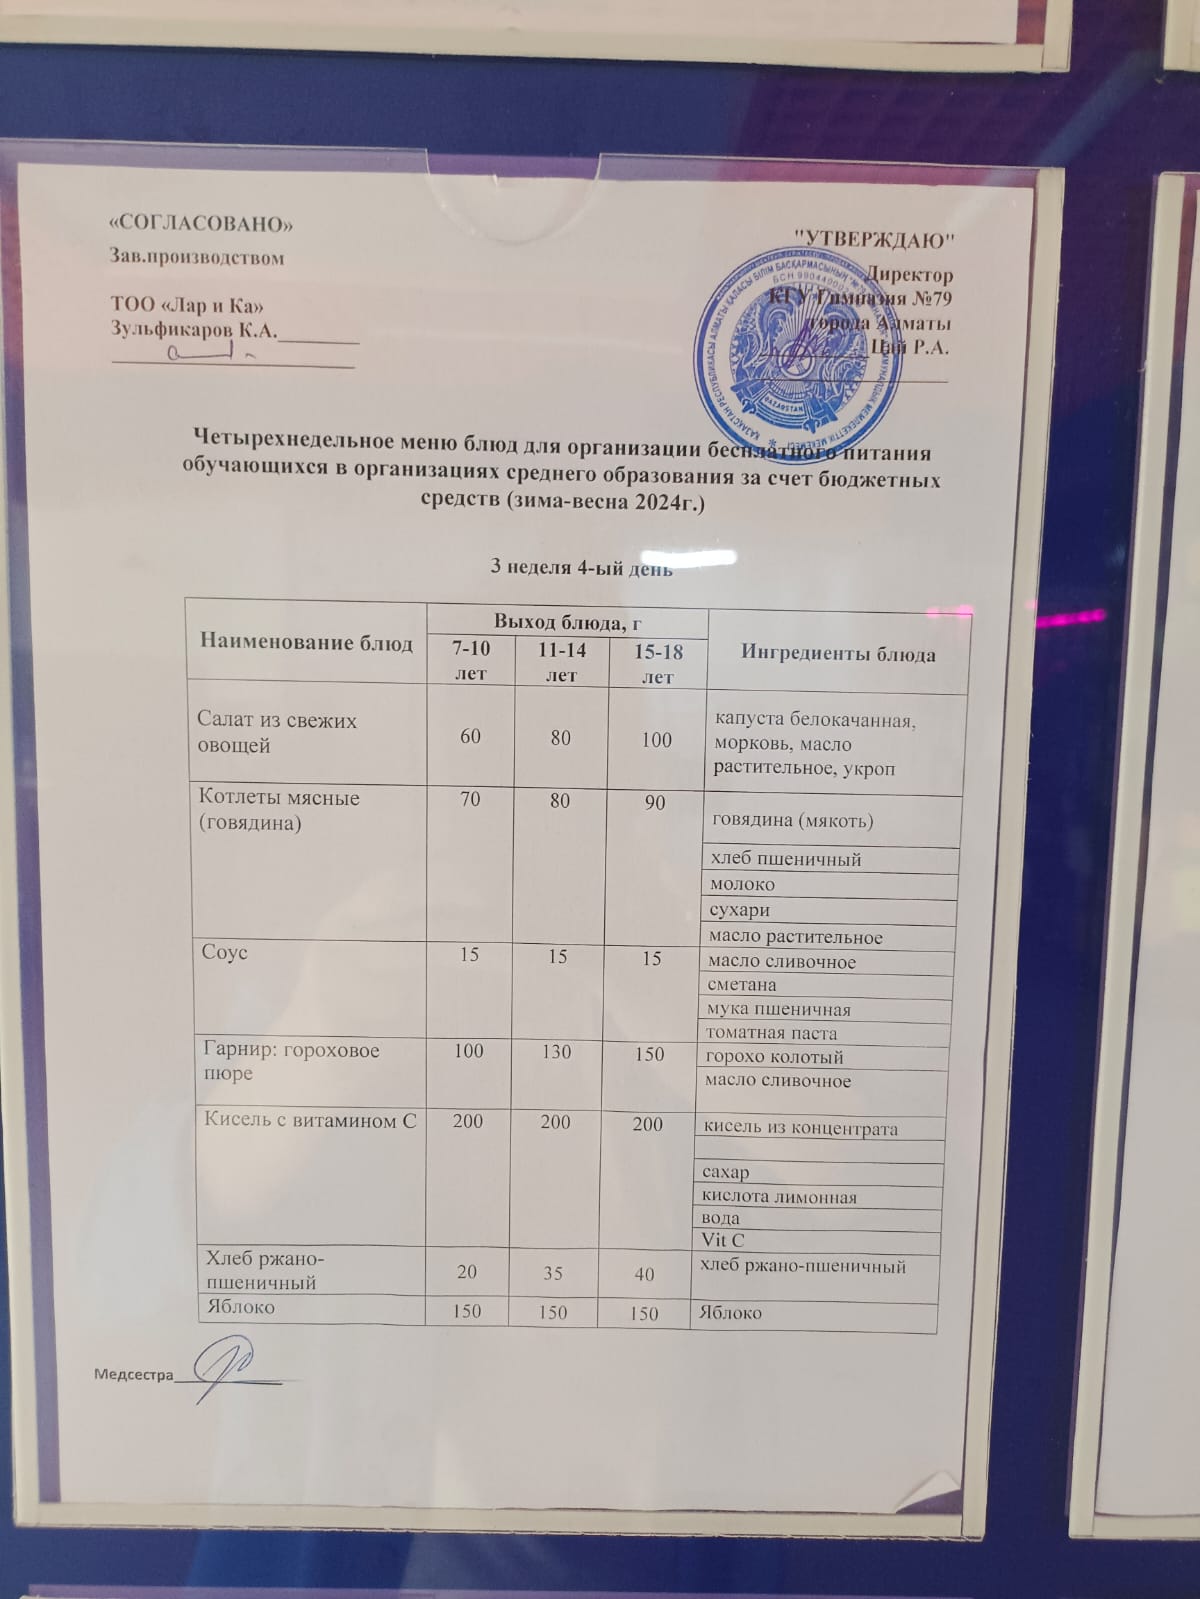 «СОГЛАСОВАНО»
Зав.производством
ТОО «Лар и Ка»
Зульфикаров К.А.
"УТВЕРЖДАЮ"
Директор
КГУ Гимназия №79
города Алматы
Цай Р.А.
QAZAQSTAN
Четырехнедельное меню блюд для организации бесплатного питания
обучающихся в организациях среднего образования за счет бюджетных
средств (зима-весна 2024г.)
3 неделя 4-ый день
Наименование блюд
Выход блюда, г
Ингредиенты блюда
7-10 лет
11-14 лет
15-18 лет
Салат из свежих
овощей
60
80
100
капуста белокачанная,
морковь, масло
растительное, укроп
Котлеты мясные
(говядина)
70
80
90
говядина (мякоть)
хлеб пшеничный
молоко
сухари
масло растительное
Соус
15
15
15
масло сливочное
сметана
мука пшеничная
томатная паста
Гарнир: гороховое
пюре
100
130
150
горохо колотый
масло сливочное
Кисель с витамином С
200
200
200
кисель из концентрата
сахар
кислота лимонная
вода
Vit C
Хлеб ржано-
пшеничный
20
35
40
хлеб ржано-пшеничный
Яблоко
150
150
150
Яблоко
Медсестра